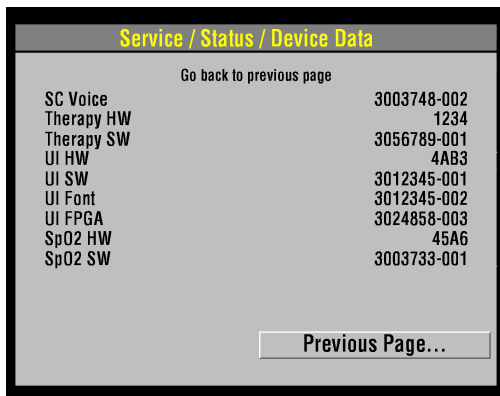 Service / Status / Device Data
Go back to previous page
SC Voice 3003748-002
Therapy HW 1234
Therapy SW 3056789-001
UI HW 4AB3
UI SW 3012345-001
UI Font 3012345-002
UI FPGA 3024858-003
SpO2 HW 45A6
SpO2 SW 3003733-001
Previous Page...